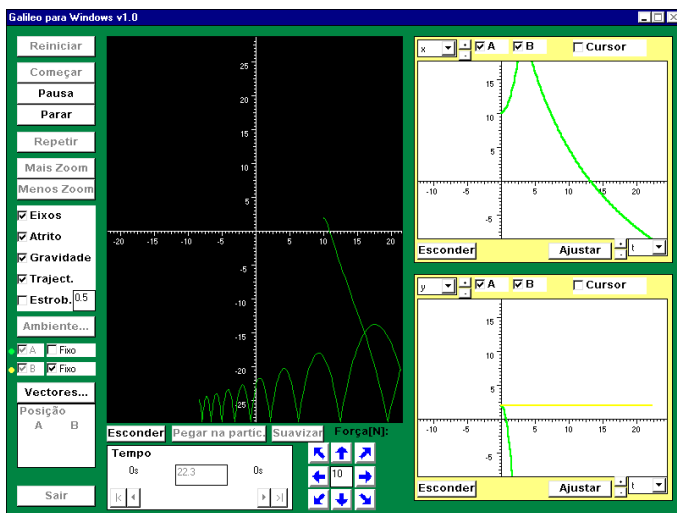 Galileo para Windows v1.0
Reiniciar
Começar
Pausa
Parar
Repetir
Mais Zoom
Menos Zoom
Eixos
Atrito
Gravidade
Traject.
Estrob. 0.5
Ambiente...
A Fixo
B Fixo
Vectores...
Posição
A B
Sair
25
20
15
10
5
-20 -15 -10 -5 5 10 15 20
-5
-10
-15
-20
-25
Esconder Pegar na partic. Suavizar Força[N]:
Tempo
0s 22.3 0s
10
x A B Cursor
15
10
5
-10 -5 5 10 15 20
-5
Esconder Ajustar t
y A B Cursor
15
10
5
-10 -5 5 10 15 20
-5
Esconder Ajustar t